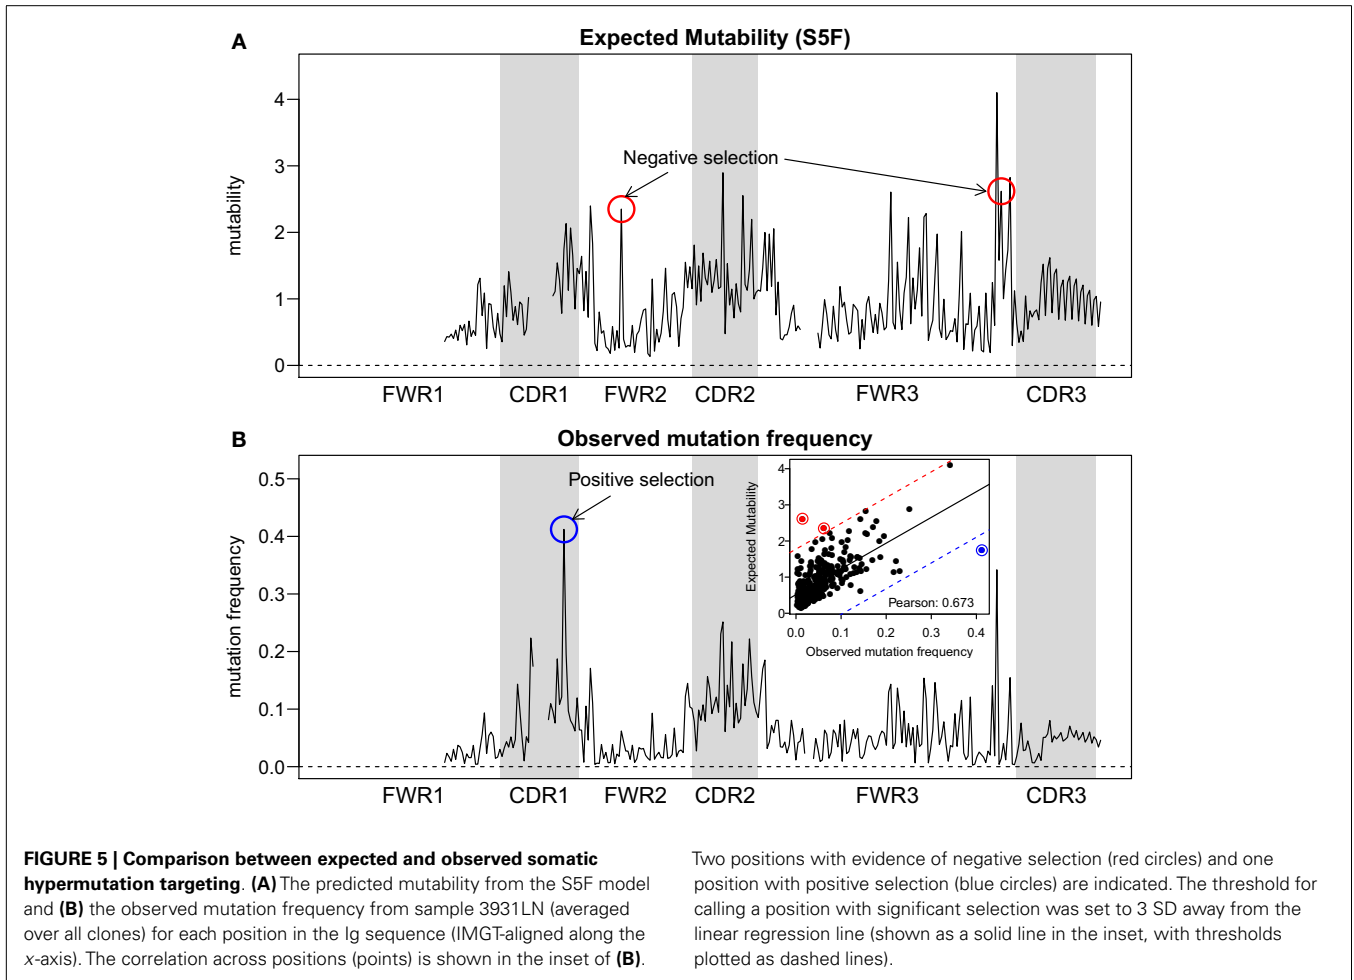 A
Expected Mutability (S5F)
mutability
4
3
2
1
0
Negative selection
FWR1 CDR1 FWR2 CDR2 FWR3 CDR3
B
Observed mutation frequency
mutation frequency
0.5
0.4
0.3
0.2
0.1
0.0
Positive selection
Expected Mutability
4
3
2
1
0
Pearson: 0.673
0.0 0.1 0.2 0.3 0.4
Observed mutation frequency
FWR1 CDR1 FWR2 CDR2 FWR3 CDR3
FIGURE 5 | Comparison between expected and observed somatic
hypermutation targeting. (A) The predicted mutability from the S5F model
and (B) the observed mutation frequency from sample 3931LN (averaged
over all clones) for each position in the Ig sequence (IMGT-aligned along the
x-axis). The correlation across positions (points) is shown in the inset of (B).
Two positions with evidence of negative selection (red circles) and one
position with positive selection (blue circles) are indicated. The threshold for
calling a position with significant selection was set to 3 SD away from the
linear regression line (shown as a solid line in the inset, with thresholds
plotted as dashed lines).